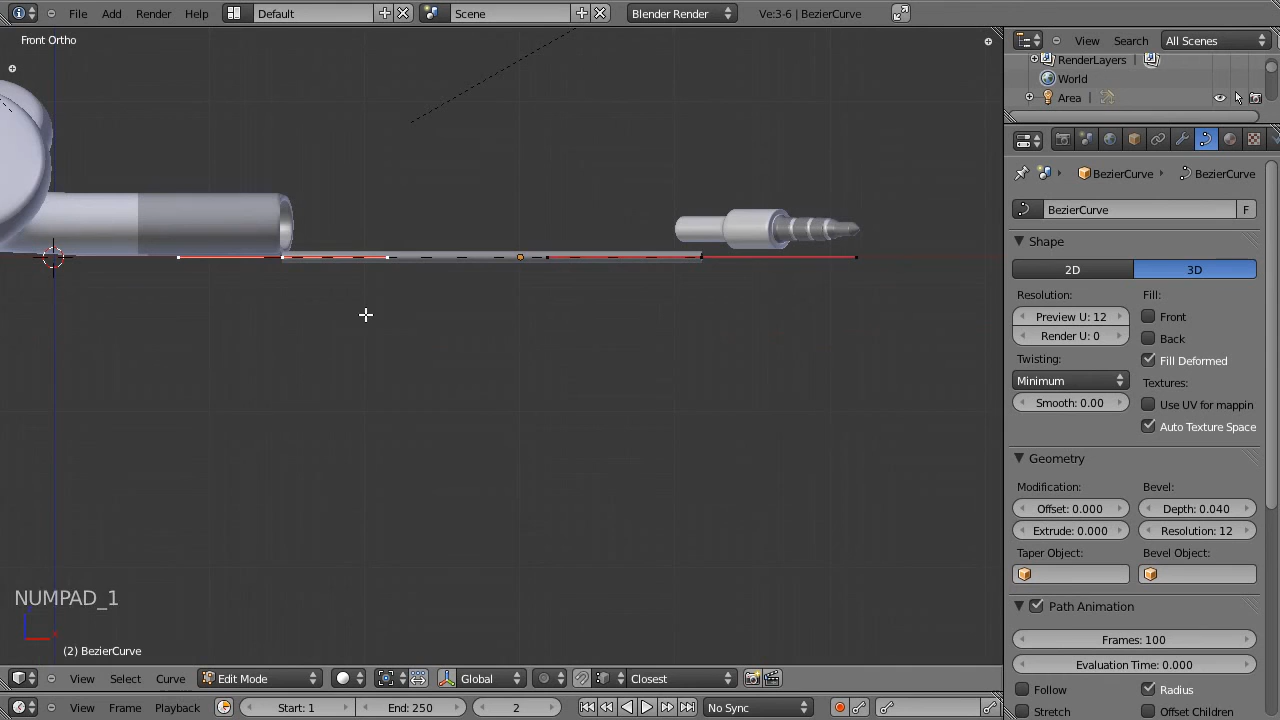 File Add Render Help Default Scene Blender Render Ve:3-6 | BezierCurve
Front Ortho
View Search All Scenes
RenderLayers |
World
Area |
BezierCurve BezierCurve
BezierCurve F
Shape
2D 3D
Resolution: Fill:
Preview U: 12 Front
Render U: 0 Back
Twisting: Fill Deformed
Minimum Textures:
Smooth: 0.00 Use UV for mappin
Auto Texture Space
Geometry
Modification: Bevel:
Offset: 0.000 Depth: 0.040
Extrude: 0.000 Resolution: 12
Taper Object: Bevel Object:
Path Animation
Frames: 100
Evaluation Time: 0.000
Follow Radius
Stretch Offset Children
NUMPAD_1
(2) BezierCurve
View Select Curve Edit Mode Global Closest
View Frame Playback Start: 1 End: 250 2 No Sync